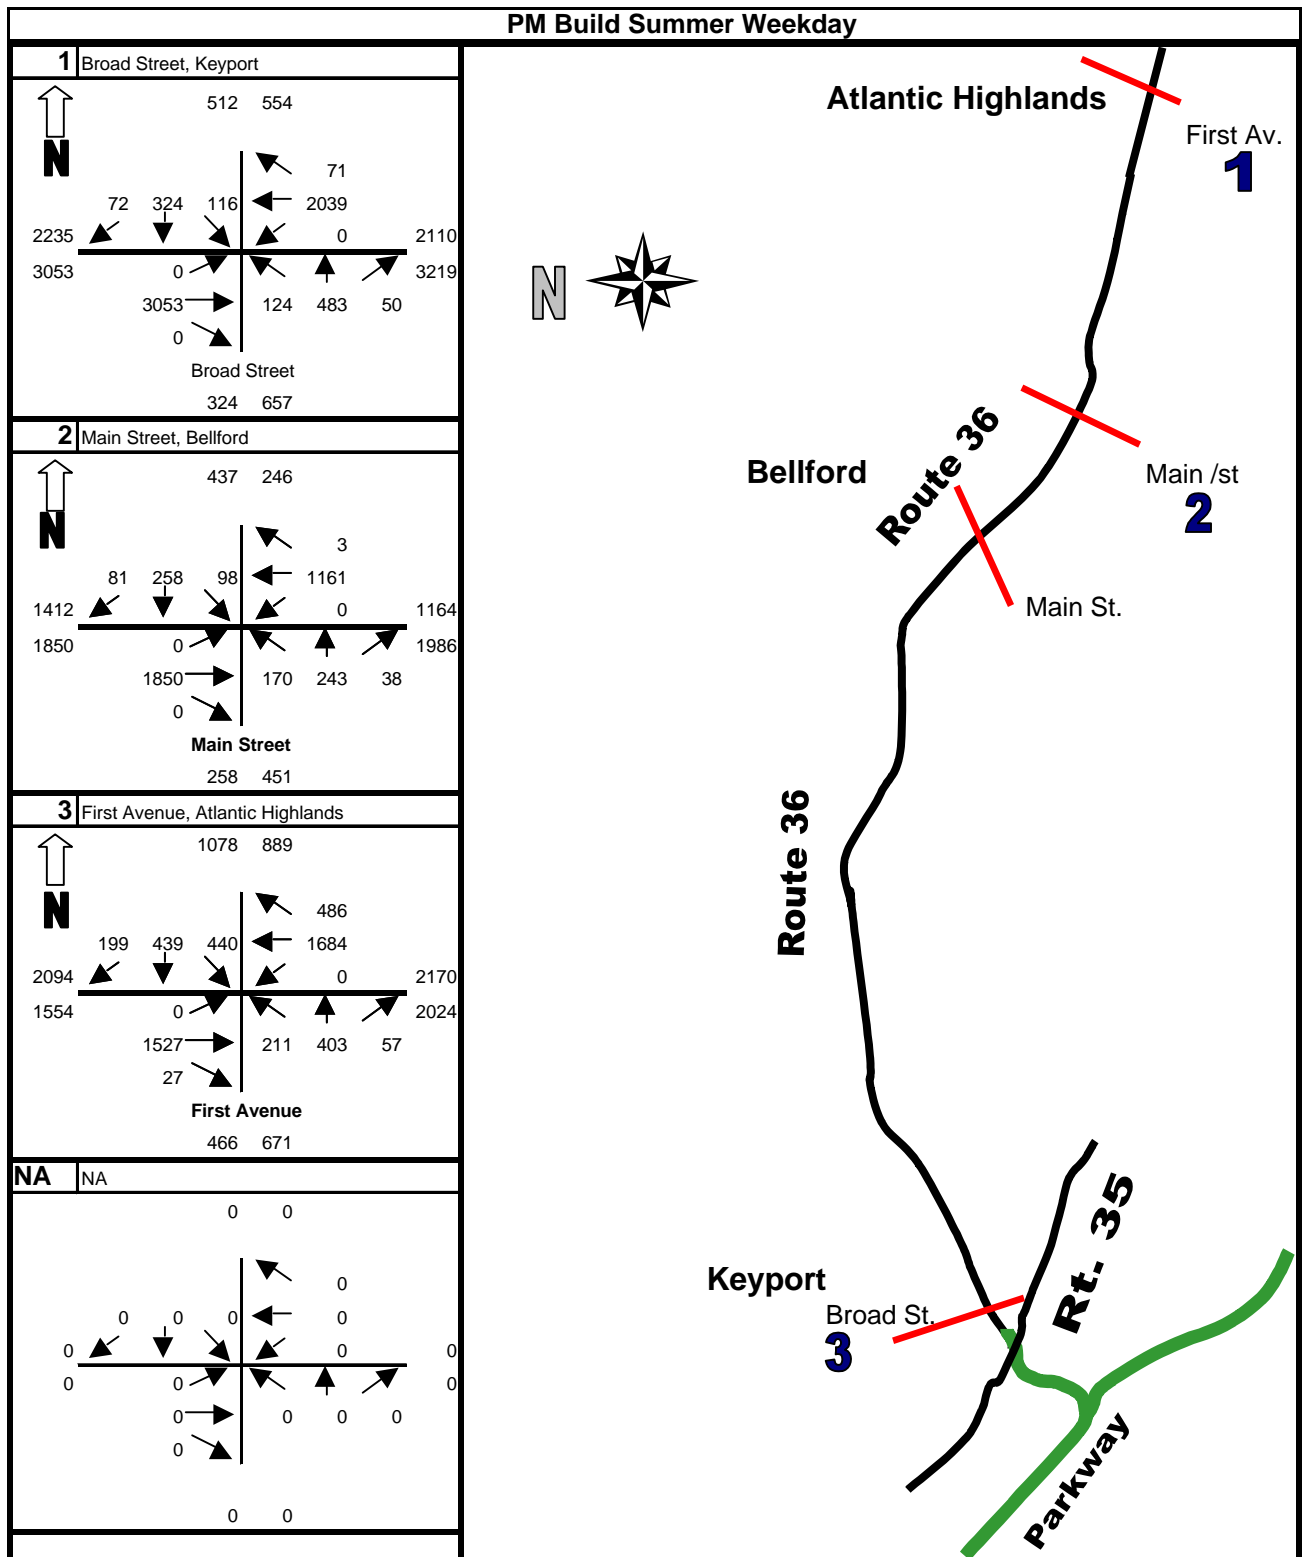 PM Build Summer Weekday
1 Broad Street, Keyport
512 554
N
71
72 324 116 2039
2235 0 2110
3053 0 3219
3053 124 483 50
0
Broad Street
324 657
2 Main Street, Bellford
437 246
N
3
81 258 98 1161
1412 0 1164
1850 0 1986
1850 170 243 38
0
Main Street
258 451
3 First Avenue, Atlantic Highlands
1078 889
N
486
199 439 440 1684
2094 0 2170
1554 0 2024
1527 211 403 57
27
First Avenue
466 671
NA NA
0 0
0
0 0 0 0
0 0 0
0 0 0
0 0 0 0
0
0 0
Atlantic Highlands
First Av.
1
N
Route 36
Bellford
Main /st
2
Main St.
Route 36
Rt. 35
Keyport
Broad St.
3
Parkway